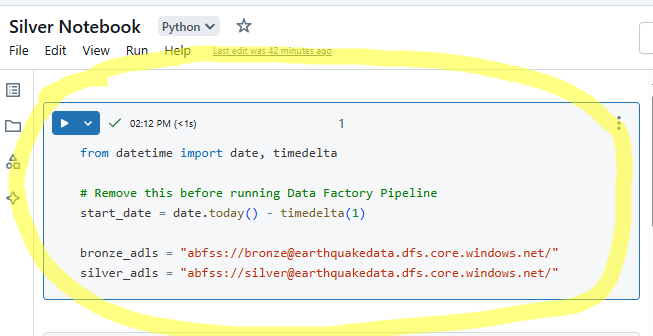 Silver Notebook Python
File Edit View Run Help Last edit was 42 minutes ago
02:12 PM (<1s) 1
from datetime import date, timedelta
# Remove this before running Data Factory Pipeline
start_date = date.today() - timedelta(1)
bronze_adls = "abfss://bronze@earthquakedata.dfs.core.windows.net/"
silver_adls = "abfss://silver@earthquakedata.dfs.core.windows.net/"